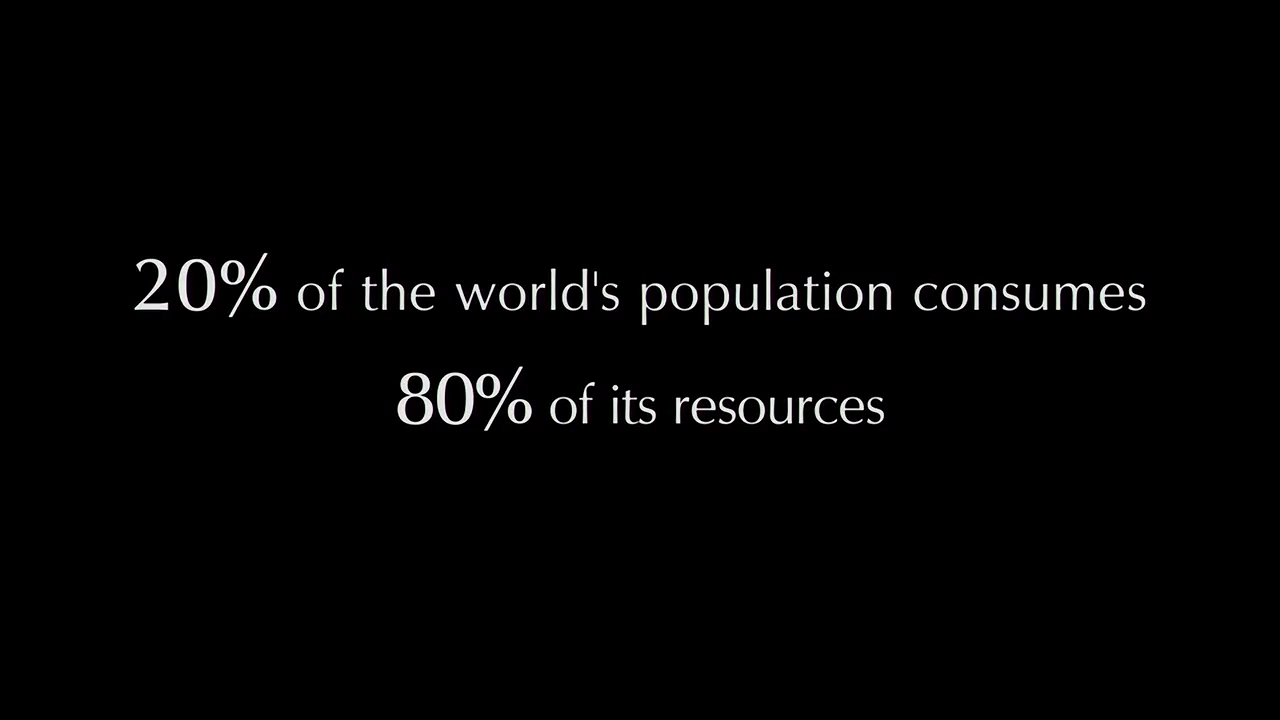 20% of the world's population consumes
80% of its resources